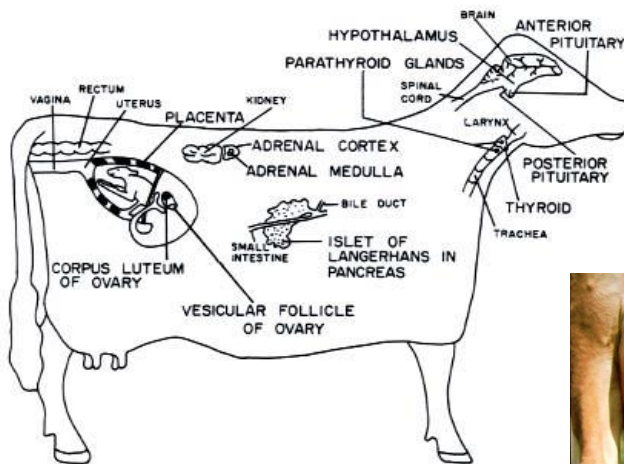 BRAIN
ANTERIOR
PITUITARY
HYPOTHALAMUS
PARATHYROID GLANDS
SPINAL
CORD
RECTUM
VAGINA
UTERUS
PLACENTA
KIDNEY
LARYNX
ADRENAL CORTEX
ADRENAL MEDULLA
POSTERIOR
PITUITARY
THYROID
TRACHEA
BILE DUCT
SMALL
INTESTINE
ISLET OF
LANGERHANS IN
PANCREAS
CORPUS LUTEUM
OF OVARY
VESICULAR FOLLICLE
OF OVARY